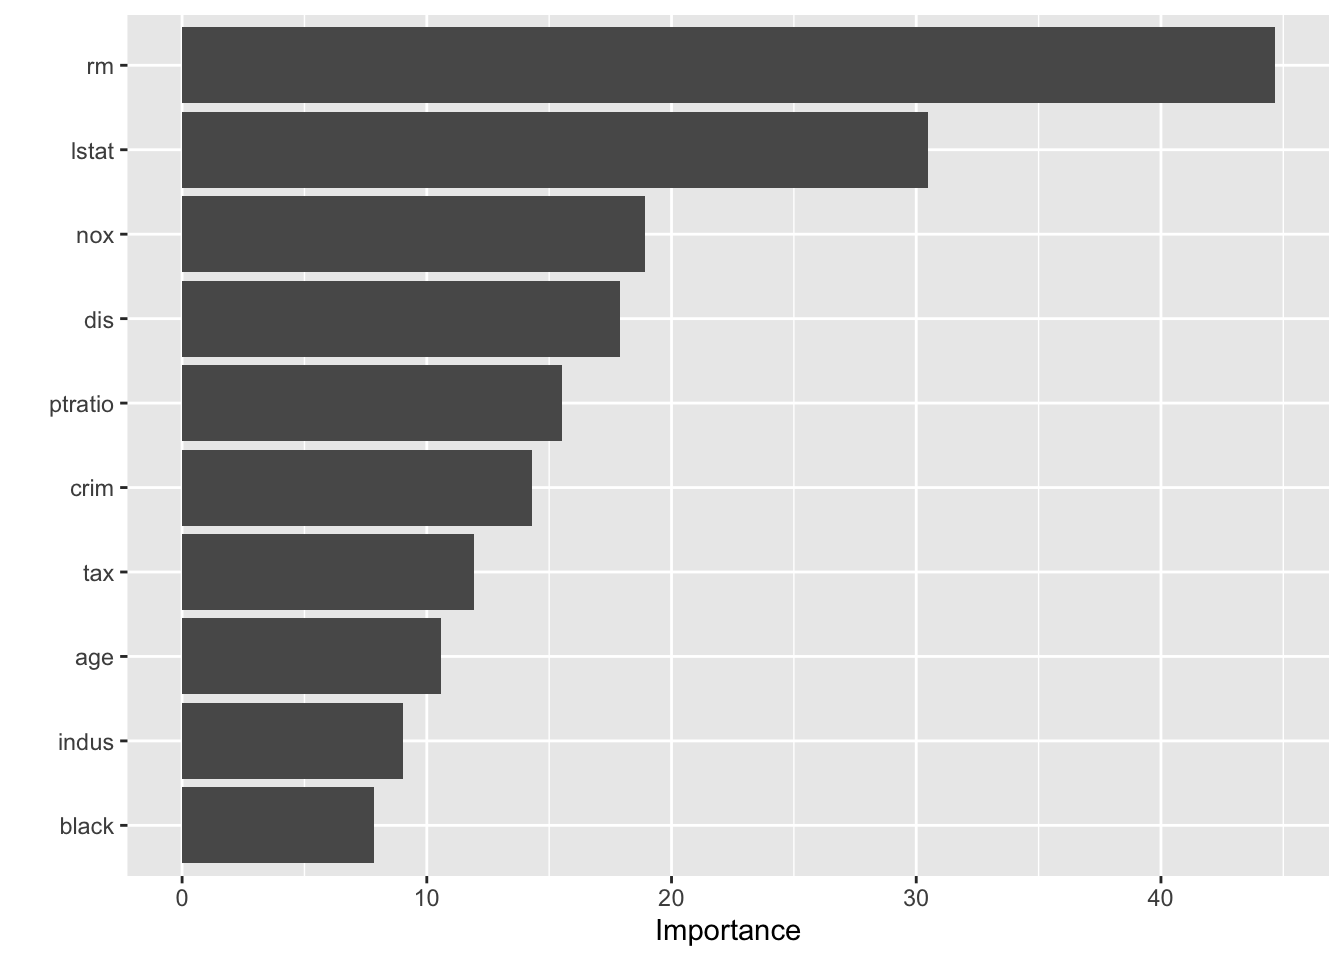 rm
lstat
nox
dis
ptratio
crim
tax
age
indus
black
0 10 20 30 40
Importance